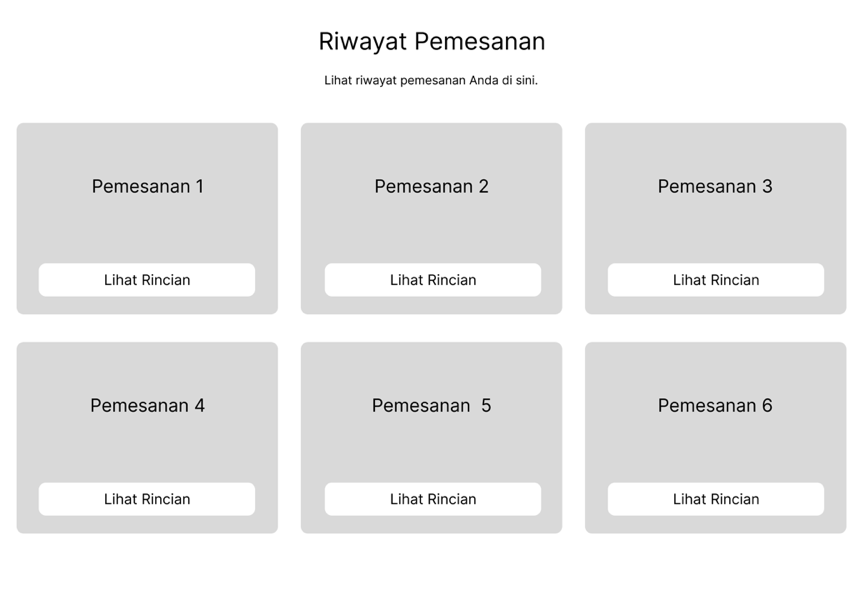 Riwayat Pemesanan
Lihat riwayat pemesanan Anda di sini.
Pemesanan 1
Pemesanan 2
Pemesanan 3
Lihat Rincian
Lihat Rincian
Lihat Rincian
Pemesanan 4
Pemesanan  5
Pemesanan 6
Lihat Rincian
Lihat Rincian
Lihat Rincian